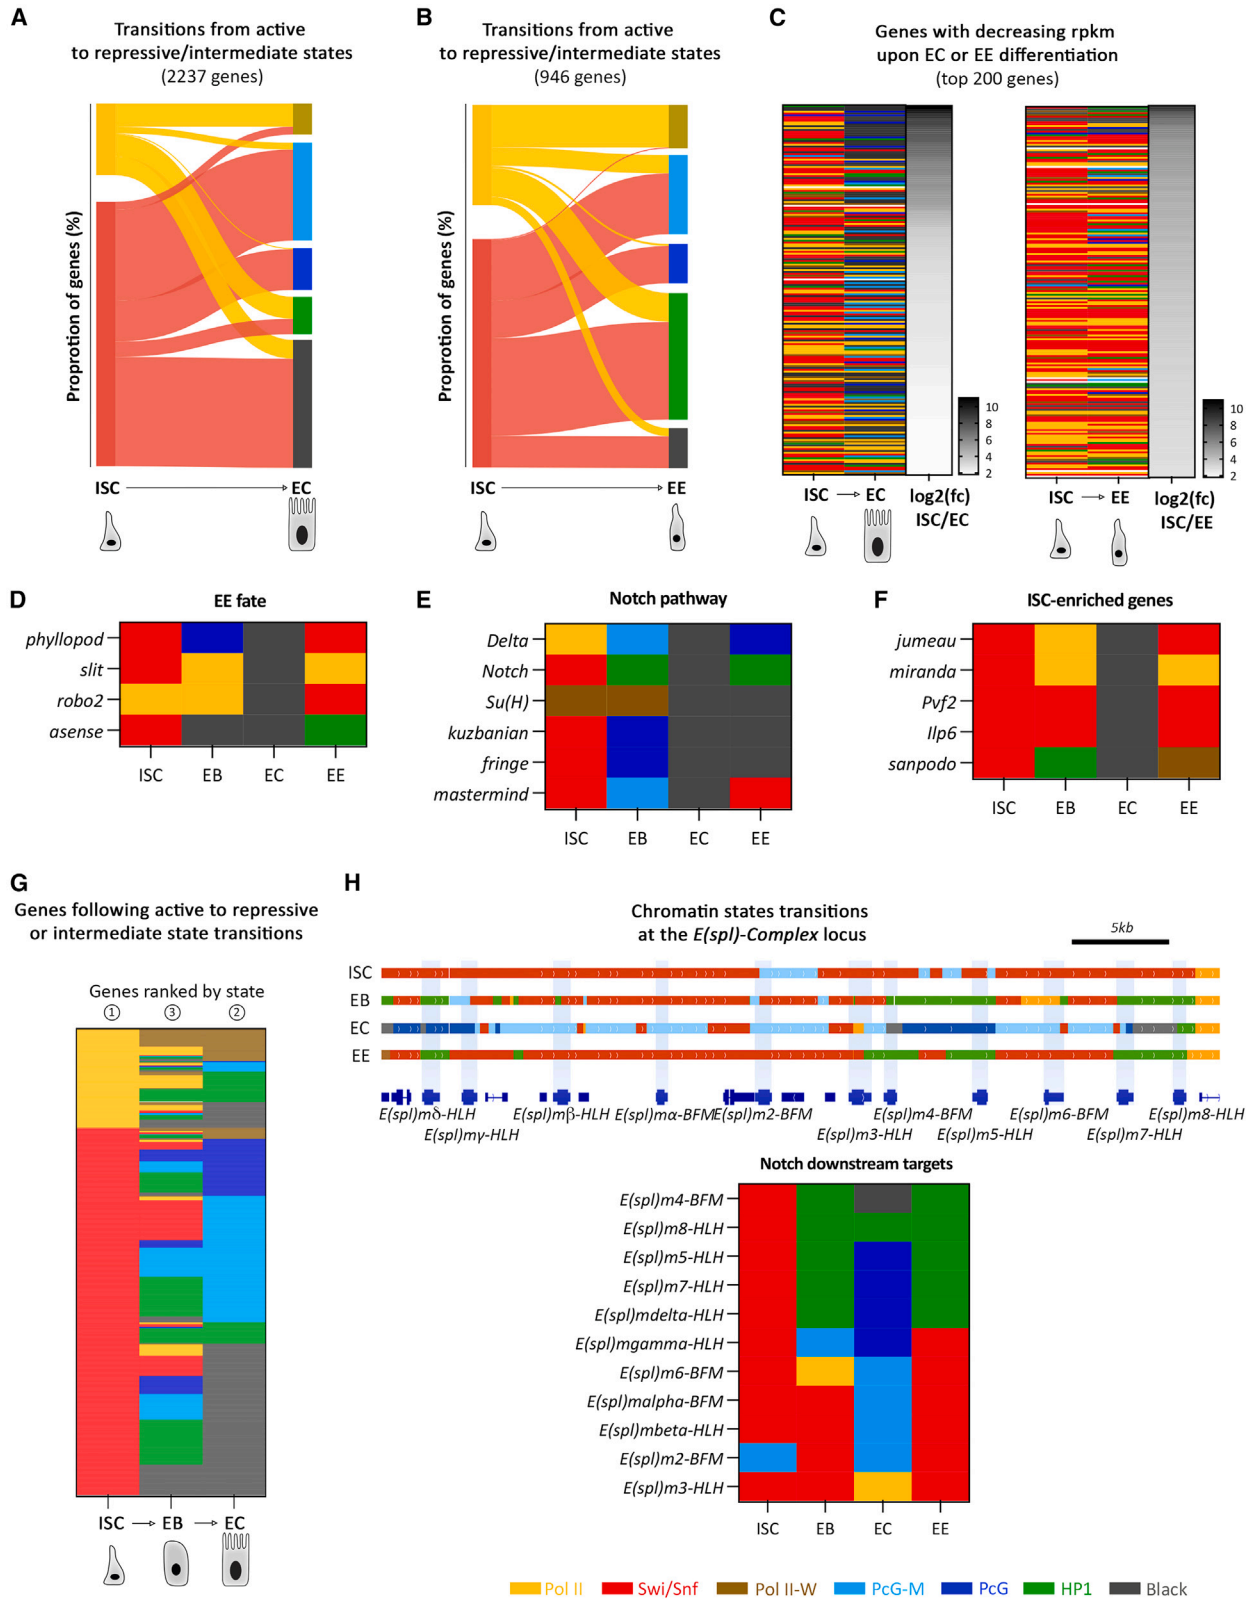 A
Transitions from active
to repressive/intermediate states
(2237 genes)
Proprotion of genes (%)
ISC
EC
B
Transitions from active
to repressive/intermediate states
(946 genes)
Proprotion of genes (%)
ISC
EE
C
Genes with decreasing rpkm
upon EC or EE differentiation
(top 200 genes)
10
8
6
4
2
ISC
EC
log2(fc)
ISC/EC
10
8
6
4
2
ISC
EE
log2(fc)
ISC/EE
D
EE fate
phyllopod
slit
robo2
asense
ISC
EB
EC
EE
E
Notch pathway
Delta
Notch
Su(H)
kuzbanian
fringe
mastermind
ISC
EB
EC
EE
F
ISC-enriched genes
jumeau
miranda
Pvf2
Ilp6
sanpodo
ISC
EB
EC
EE
G
Genes following active to repressive
or intermediate state transitions
Genes ranked by state
1 3 2
ISC
EB
EC
H
Chromatin states transitions
at the E(spl)-Complex locus
5kb
ISC
EB
EC
EE
E(spl)mδ-HLH
E(spl)mβ-HLH
E(spl)mα-BFM
E(spl)m2-BFM
E(spl)m4-BFM
E(spl)m6-BFM
E(spl)m8-HLH
E(spl)mγ-HLH
E(spl)m3-HLH
E(spl)m5-HLH
E(spl)m7-HLH
Notch downstream targets
E(spl)m4-BFM
E(spl)m8-HLH
E(spl)m5-HLH
E(spl)m7-HLH
E(spl)mdelta-HLH
E(spl)mgamma-HLH
E(spl)m6-BFM
E(spl)malpha-BFM
E(spl)mbeta-HLH
E(spl)m2-BFM
E(spl)m3-HLH
ISC
EB
EC
EE
Pol II
Swi/Snf
Pol II-W
PcG-M
PcG
HP1
Black